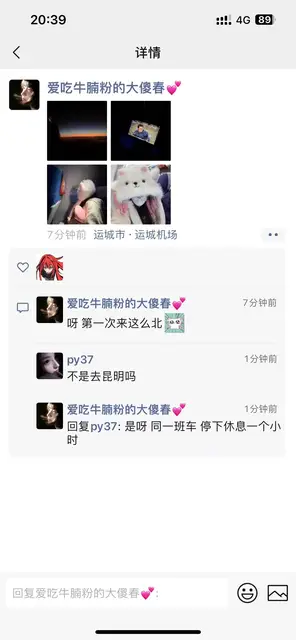 20:39
4G 89
详情
爱吃牛腩粉的大傻春💕
7分钟前 运城市 · 运城机场
爱吃牛腩粉的大傻春💕 7分钟前
呀 第一次来这么北
py37 1分钟前
不是去昆明吗
爱吃牛腩粉的大傻春💕 1分钟前
回复py37: 是呀 同一班车 停下休息一个小
时
回复爱吃牛腩粉的大傻春💕: